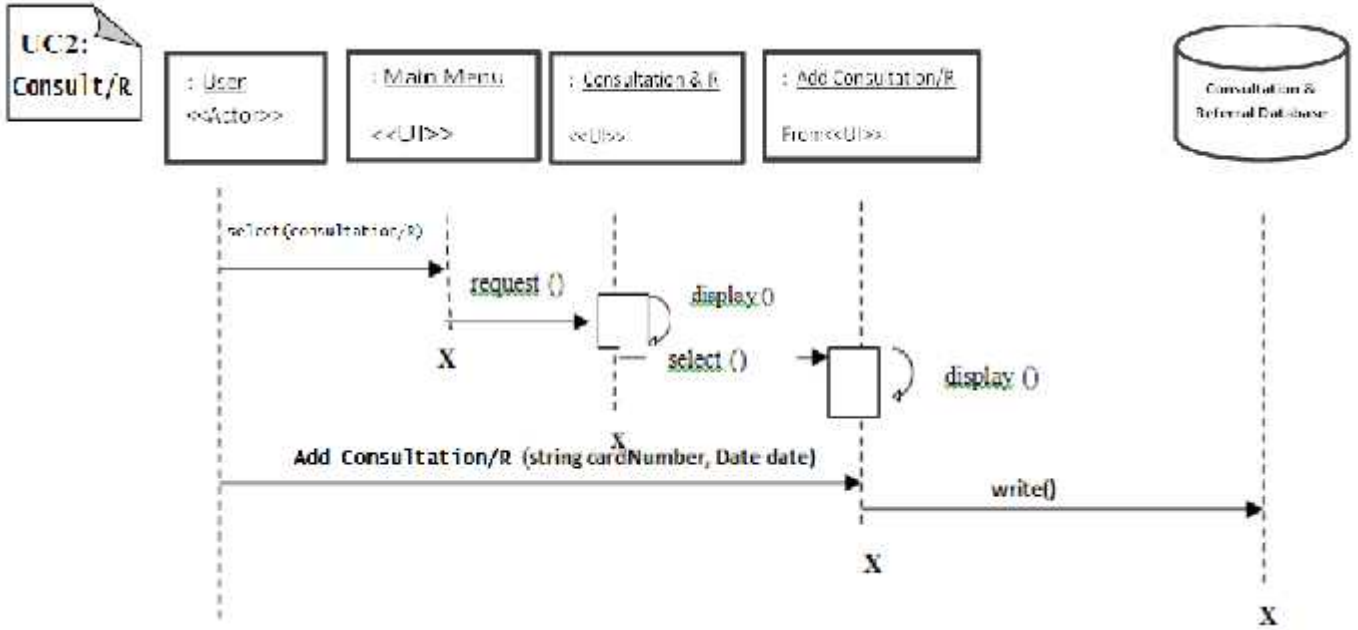 UC2:
Consult/R
: User
<<Actor>>
: Main Menu
<<UI>>
: Consultation & R
<<UI>>
: Add Consultation/R
From<<UI>>
Consultation &
Referral Database
select(consultation/R)
request ()
display()
X
select ()
display ()
X
Add Consultation/R (string cardNumber, Date date)
write()
X
X